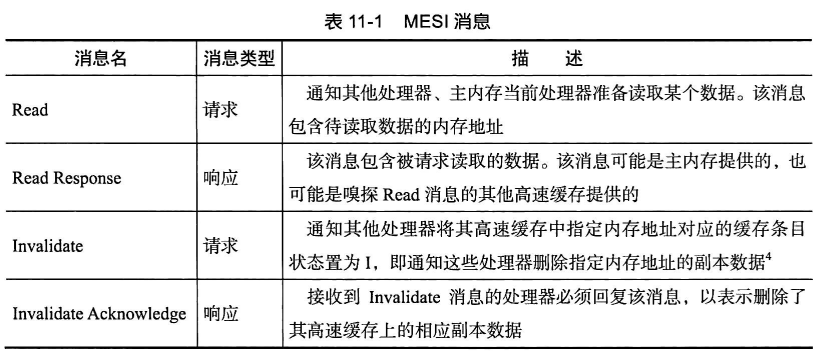 表 11-1 MESI 消息
消息名 消息类型 描 述
Read 请求 通知其他处理器、主内存当前处理器准备读取某个数据。该消息
包含待读取数据的内存地址
Read Response 响应 该消息包含被请求读取的数据。该消息可能是主内存提供的，也
可能是嗅探 Read 消息的其他高速缓存提供的
Invalidate 请求 通知其他处理器将其高速缓存中指定内存地址对应的缓存条目
状态置为 I，即通知这些处理器删除指定内存地址的副本数据4
Invalidate Acknowledge 响应 接收到 Invalidate 消息的处理器必须回复该消息，以表示删除了
其高速缓存上的相应副本数据